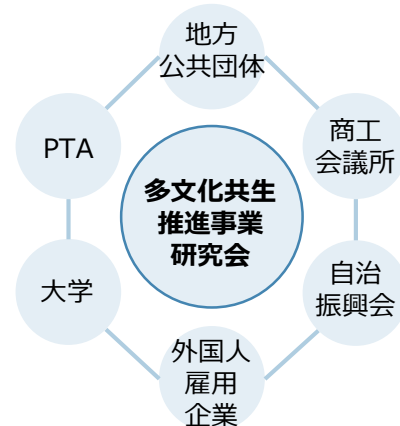 地方
公共団体
PTA
商工
会議所
多文化共生
推進事業
研究会
大学
自治
振興会
外国人
雇用
企業